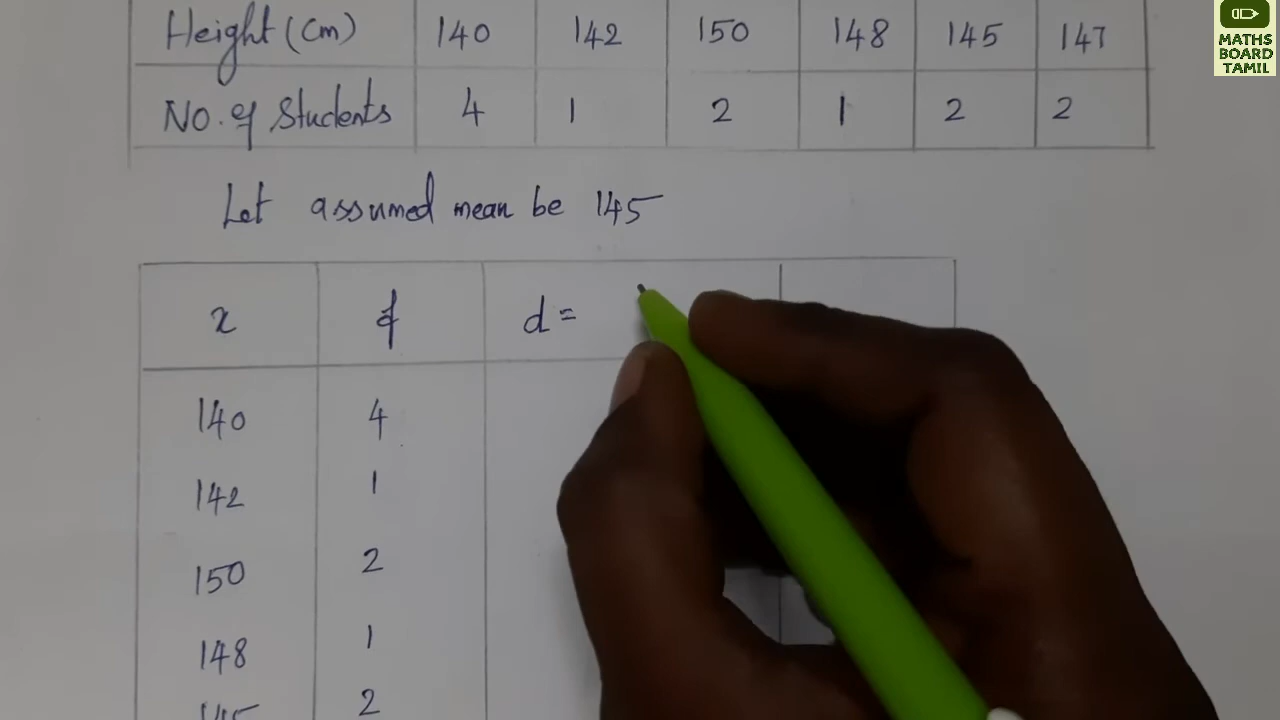 Height (Cm) 140 142 150 148 145 147
No. of Students 4 1 2 1 2 2
Let assumed mean be 145
x f d =
140 4
142 1
150 2
148 1
145 2
MATHS
BOARD
TAMIL